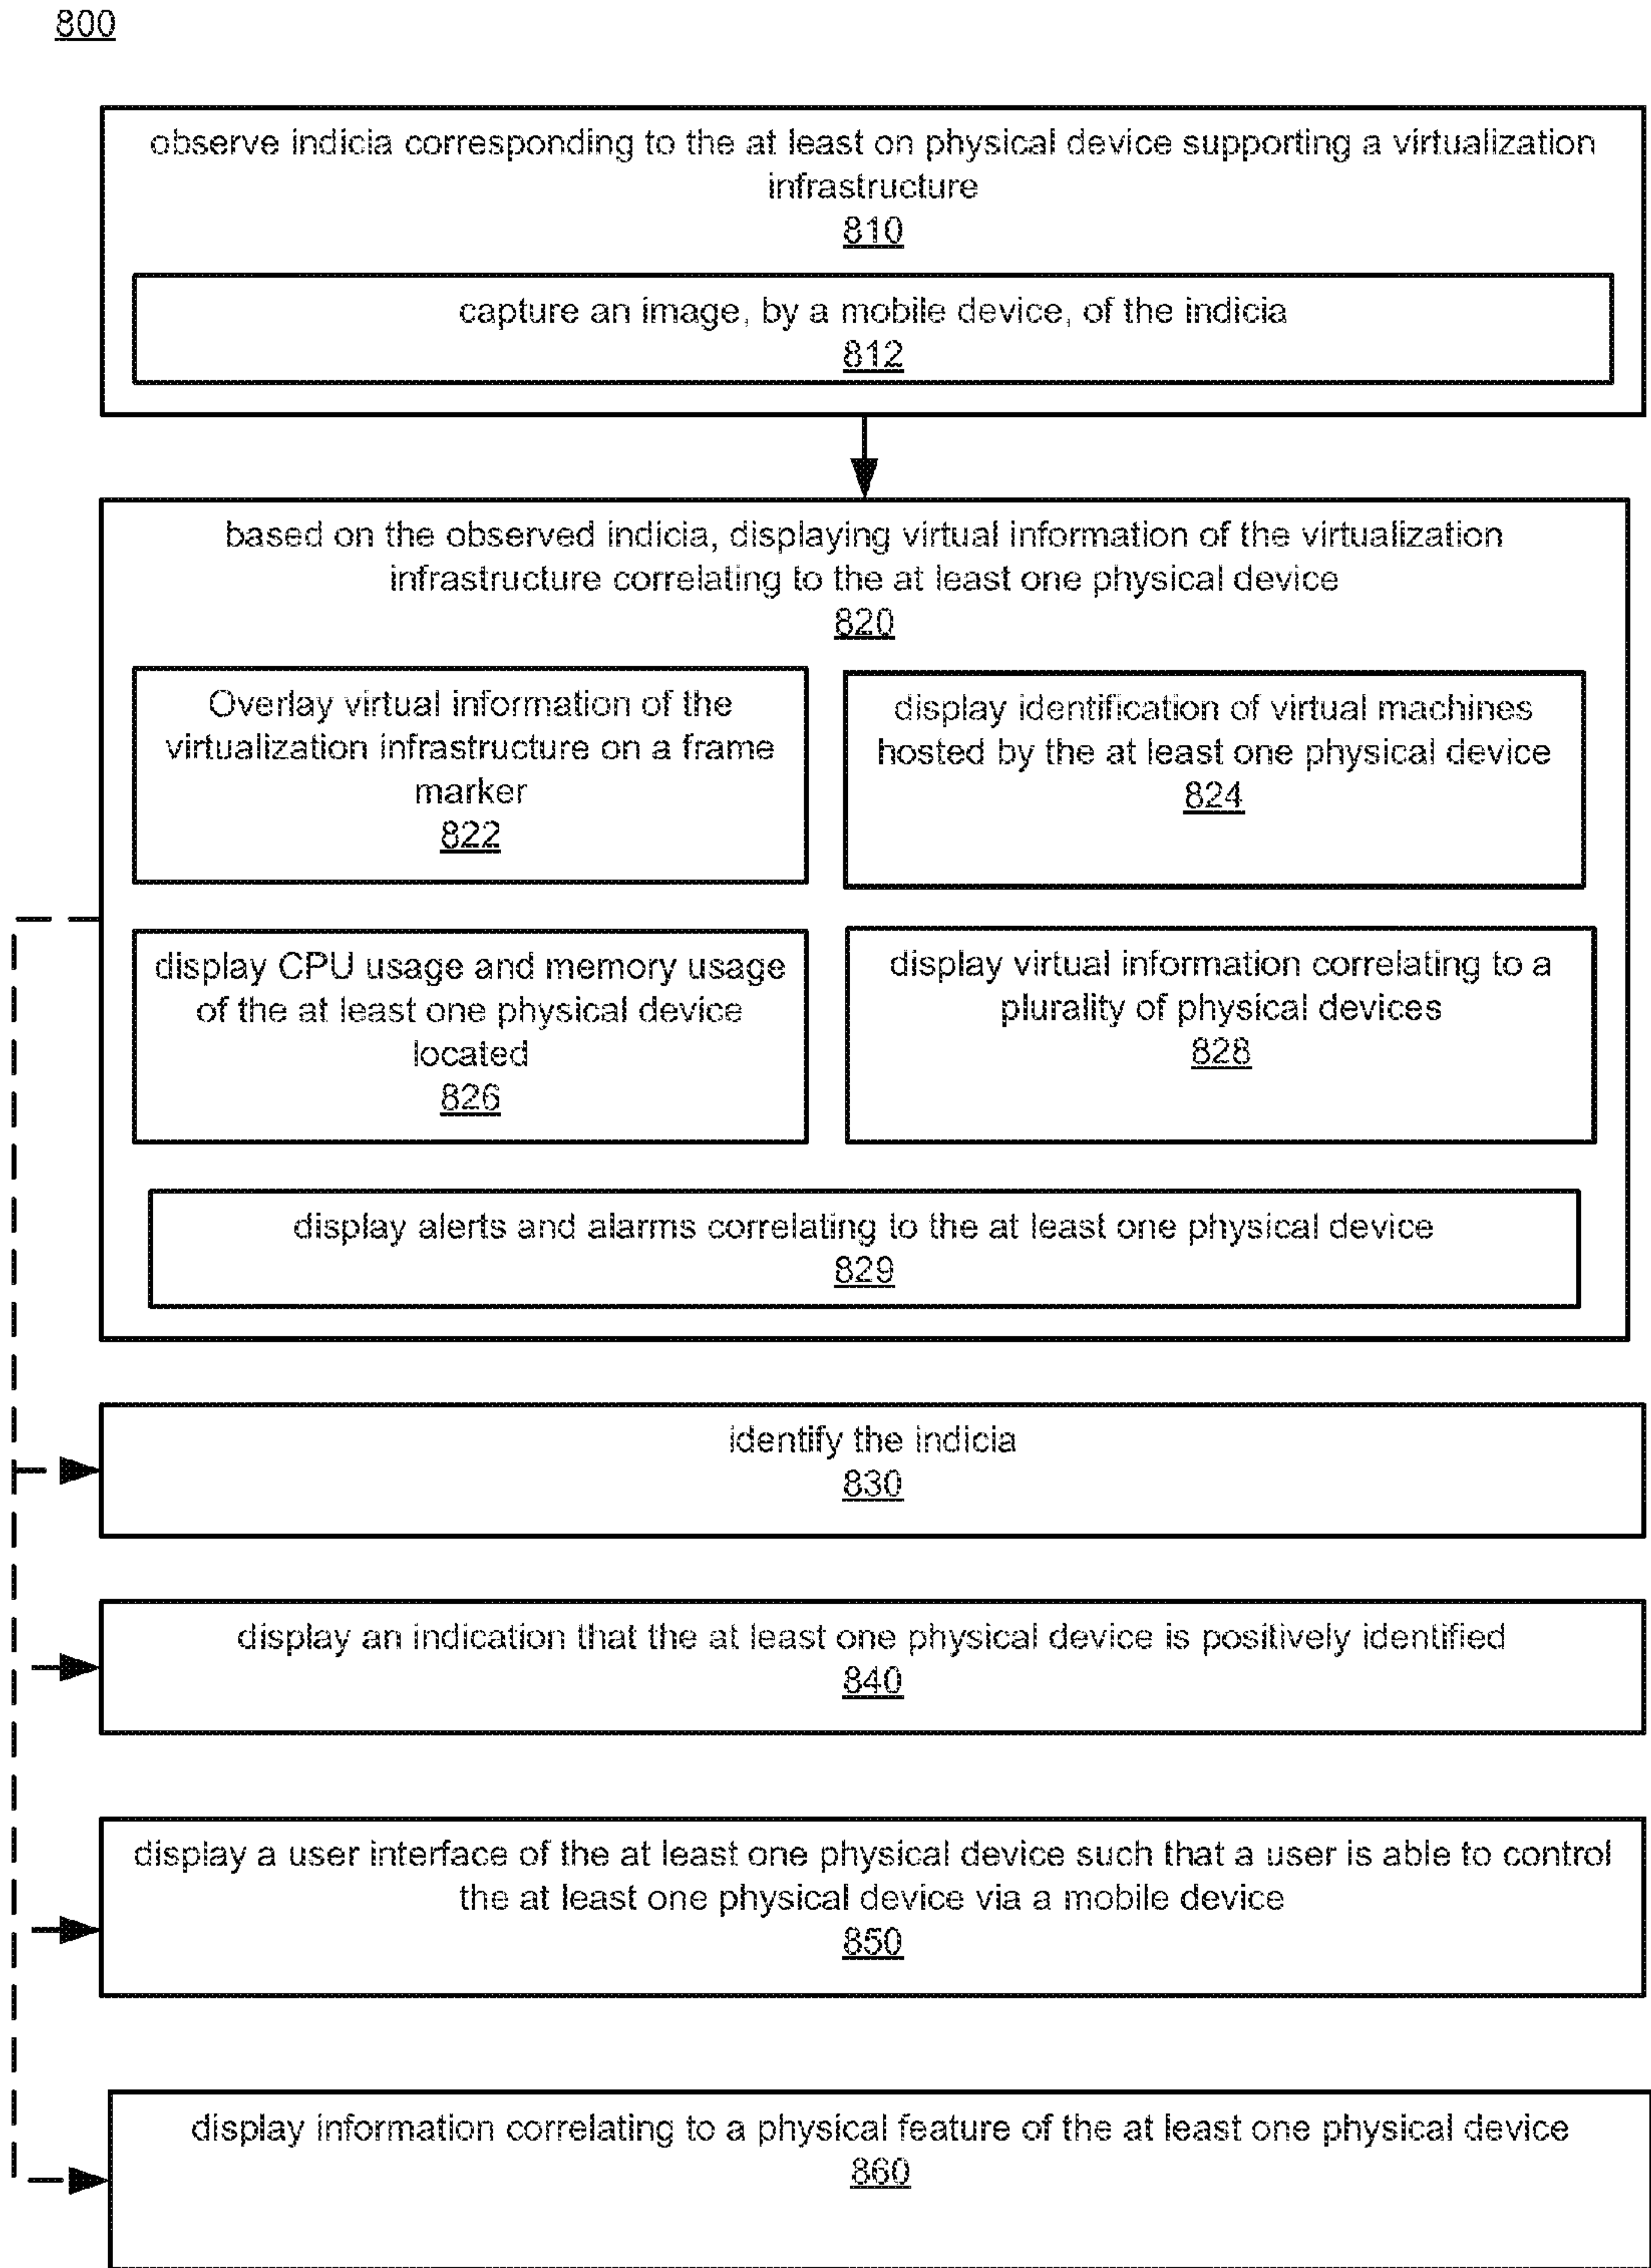 800
observe indicia corresponding to the at least on physical device supporting a virtualization
infrastructure
810
capture an image, by a mobile device, of the indicia
812
based on the observed indicia, displaying virtual information of the virtualization
infrastructure correlating to the at least one physical device
820
Overlay virtual information of the
virtualization infrastructure on a frame
marker
822
display identification of virtual machines
hosted by the at least one physical device
824
display CPU usage and memory usage
of the at least one physical device
located
826
display virtual information correlating to a
plurality of physical devices
828
display alerts and alarms correlating to the at least one physical device
829
identify the indicia
830
display an indication that the at least one physical device is positively identified
840
display a user interface of the at least one physical device such that a user is able to control
the at least one physical device via a mobile device
850
display information correlating to a physical feature of the at least one physical device
860